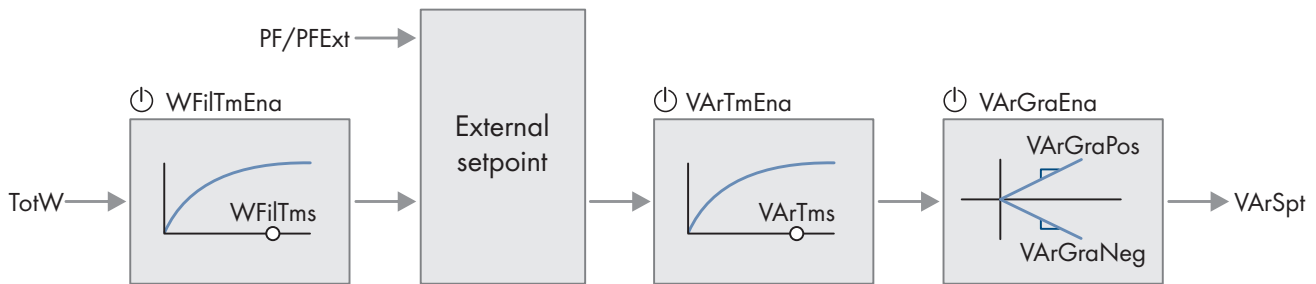 PF/PFExt
WFilTmEna
VArTmEna
VArGraEna
External
setpoint
VArGraPos
TotW
WFilTms
VArTms
VArSpt
VArGraNeg